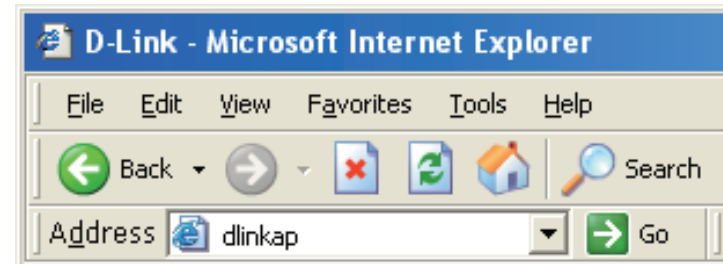 D-Link - Microsoft Internet Explorer
File Edit View Favorites Tools Help
Back Search
Address dlinkap Go